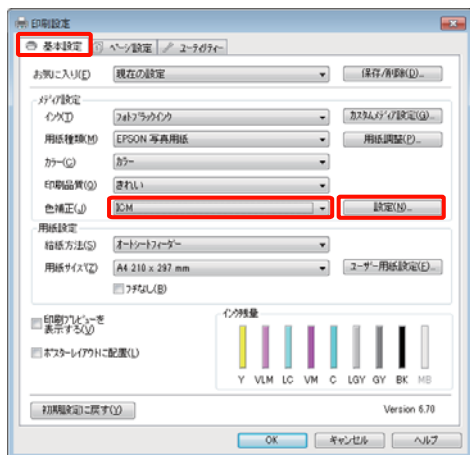 印刷設定
基本設定 ページ設定 ユーティリティー
お気に入り(F) 現在の設定 保存/削除(D)...
メディア設定
インク(I) フォトブラックインク カスタムメディア設定(G)...
用紙種類(M) EPSON 写真用紙 用紙調整(P)...
カラー(C) カラー
印刷品質(Q) きれい
色補正(J) ICM 設定(N)...
用紙設定
給紙方法(S) オートシートフィーダー
用紙サイズ(Z) A4 210 x 297 mm ユーザー用紙設定(E)...
フチなし(B)
印刷プレビューを
表示する(V)
ポスターレイアウトに配置(L)
インク残量
Y VLM LC VM C LGY GY BK MB
初期設定に戻す(Y) Version 6.70
OK キャンセル ヘルプ